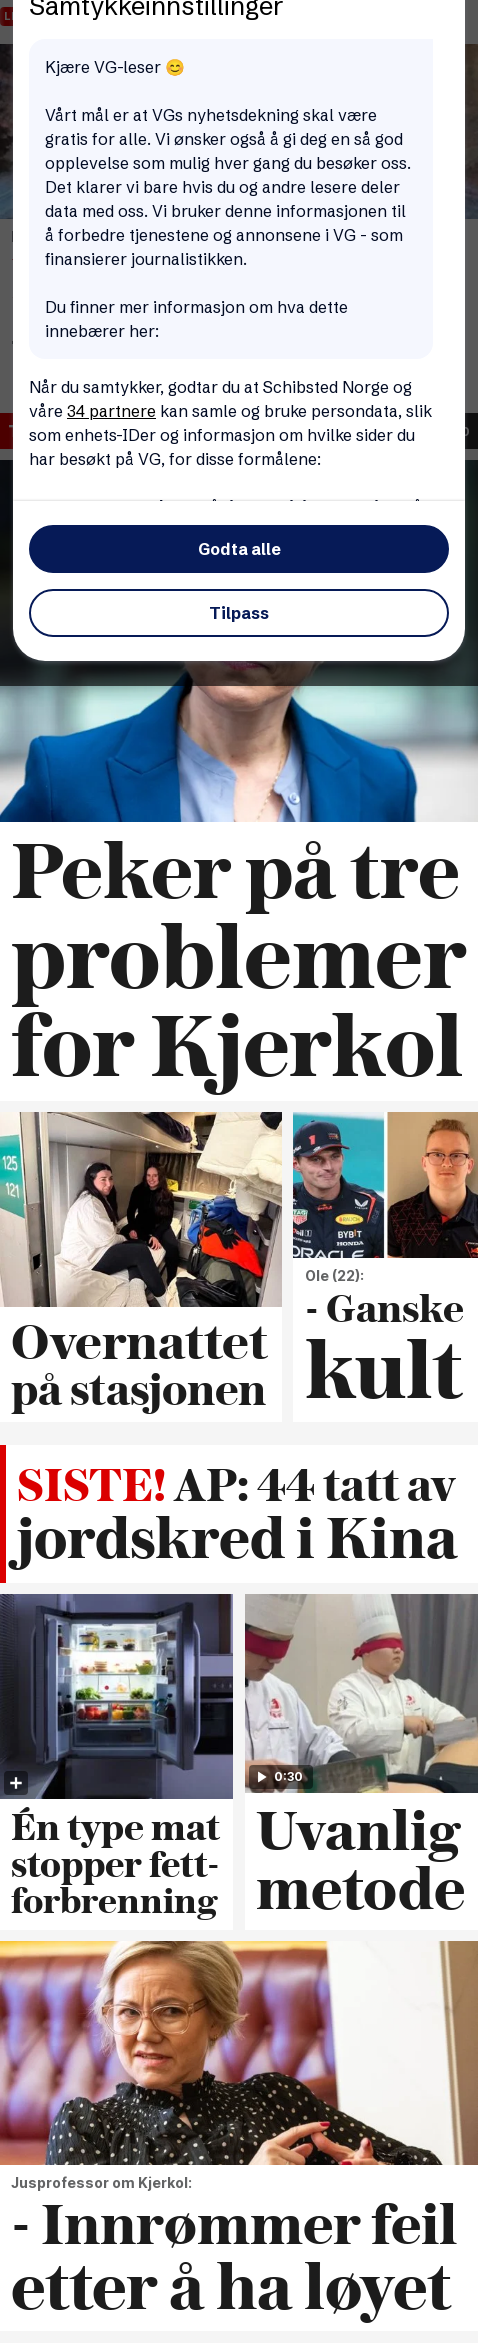 Samtykkeinnstillinger
Kjære VG-leser 😊
Vårt mål er at VGs nyhetsdekning skal være
gratis for alle. Vi ønsker også å gi deg en så god
opplevelse som mulig hver gang du besøker oss.
Det klarer vi bare hvis du og andre lesere deler
data med oss. Vi bruker denne informasjonen til
å forbedre tjenestene og annonsene i VG - som
finansierer journalistikken.
Du finner mer informasjon om hva dette
innebærer her:
Når du samtykker, godtar du at Schibsted Norge og
våre 34 partnere kan samle og bruke persondata, slik
som enhets-IDer og informasjon om hvilke sider du
har besøkt på VG, for disse formålene:
Godta alle
Tilpass
Peker på tre
problemer
for Kjerkol
125
121
1
BYBIT
HONDA
ORACLE
Ole (22):
Overnattet
på stasjonen
- Ganske
kult
SISTE! AP: 44 tatt av
jordskred i Kina
0:30
Én type mat
stopper fett-
forbrenning
Uvanlig
metode
Jusprofessor om Kjerkol:
- Innrømmer feil
etter å ha løyet